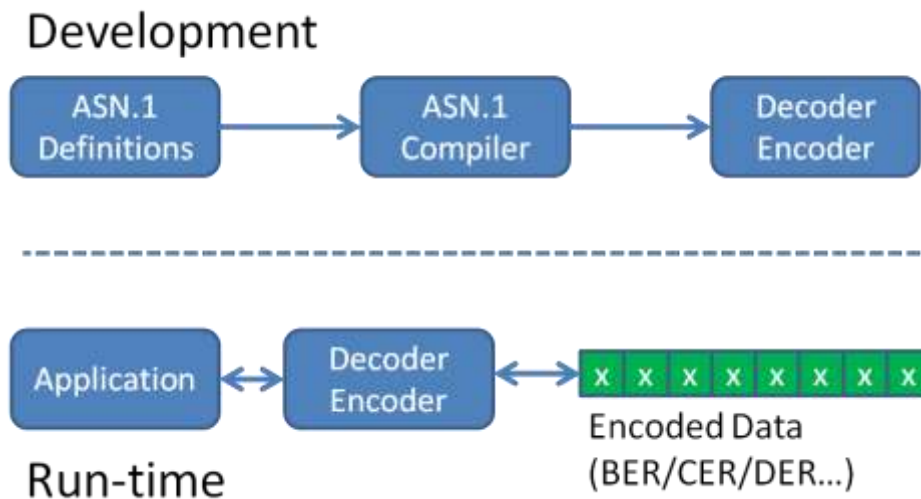 Development
ASN.1
Definitions
ASN.1
Compiler
Decoder
Encoder
Application
Decoder
Encoder
x x x x x x x x
Encoded Data
(BER/CER/DER...)
Run-time